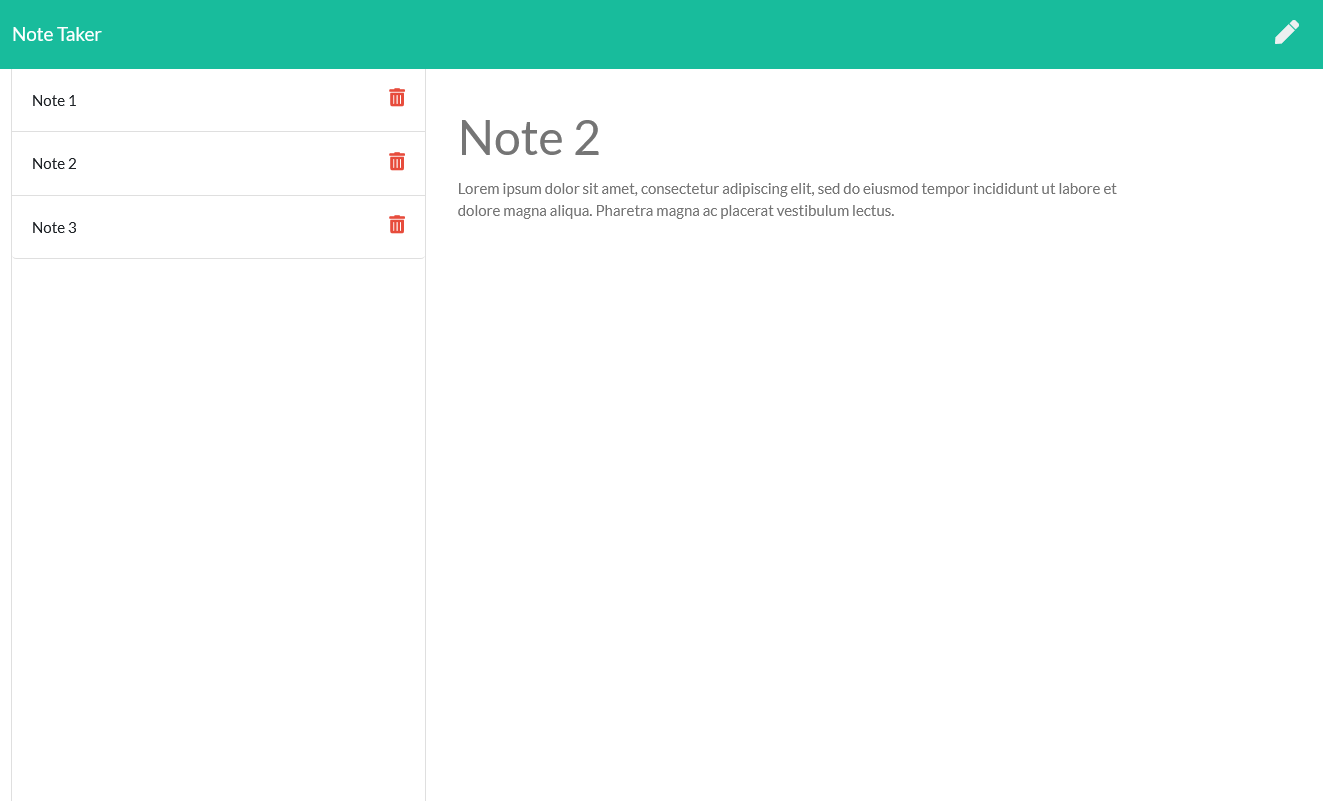 Note Taker
Note 1
Note 2
Note 3
Note 2
Lorem ipsum dolor sit amet, consectetur adipiscing elit, sed do eiusmod tempor incididunt ut labore et
dolore magna aliqua. Pharetra magna ac placerat vestibulum lectus.